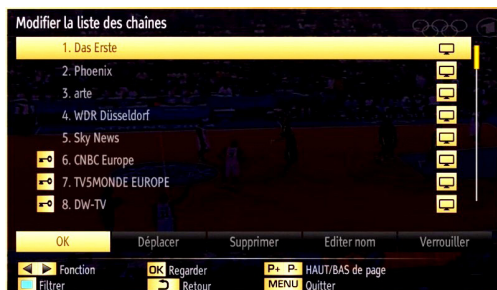 Modifier la liste des chaînes
1. Das Erste
2. Phoenix
3. arte
4. WDR Düsseldorf
5. Sky News
6. CNBC Europe
7. TV5MONDE EUROPE
8. DW-TV
OK Déplacer Supprimer Editer nom Verrouiller
Fonction OK Regarder P+ P- HAUT/BAS de page
Filtrer Retour MENU Quitter